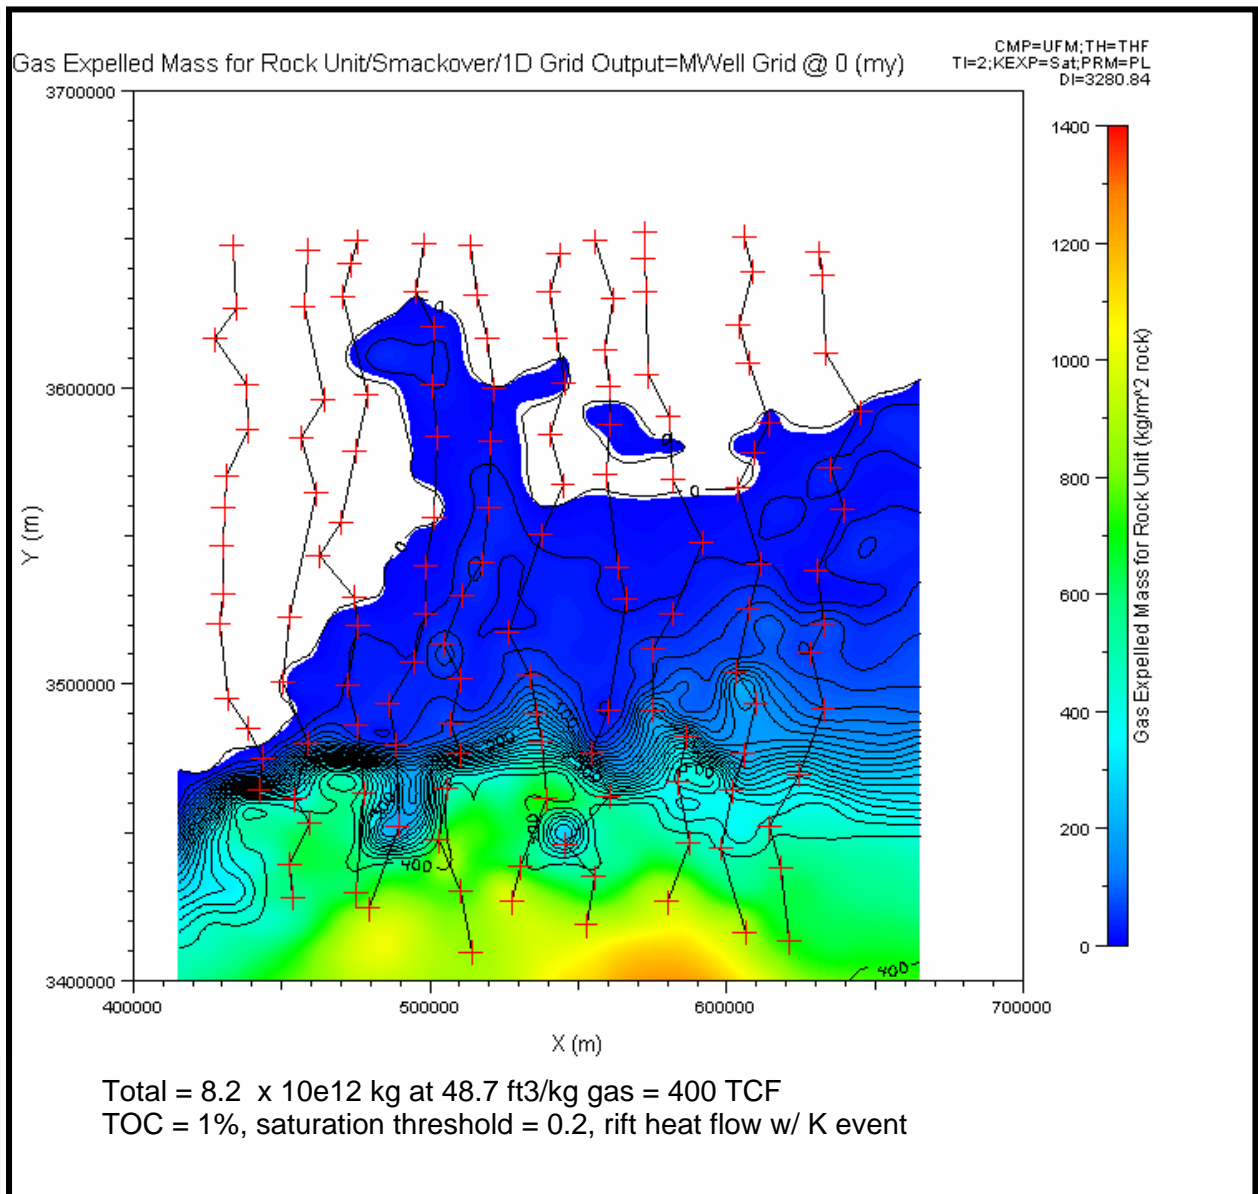 CMP=UFM;TH=THF
Gas Expelled Mass for Rock Unit/Smackover/1D Grid Output=MWell Grid @ 0 (my)
TI=2;KEXP=Sat;PRM=PL
DI=3280.84
3700000
3600000
3500000
3400000
Y (m)
400000
500000
600000
700000
X (m)
0
0
0
0
200
400
400
400
1400
1200
1000
800
600
400
200
0
Gas Expelled Mass for Rock Unit (kg/m^2 rock)
Total = 8.2 x 10e12 kg at 48.7 ft3/kg gas = 400 TCF
TOC = 1%, saturation threshold = 0.2, rift heat flow w/ K event